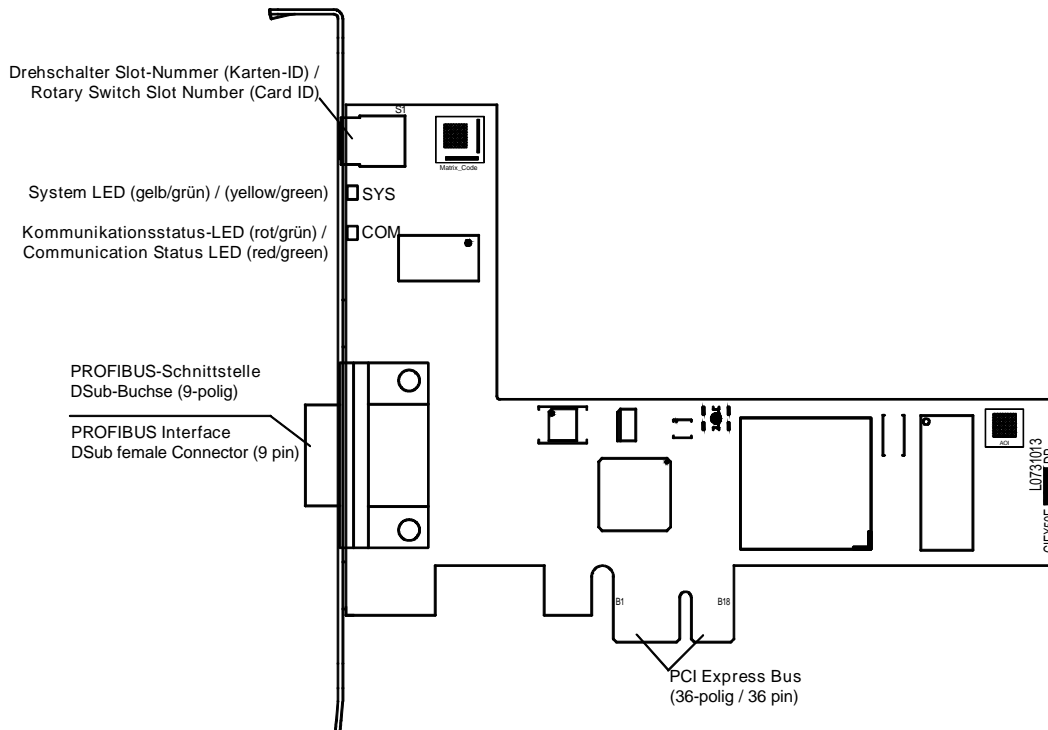 Drehschalter Slot-Nummer (Karten-ID) /
Rotary Switch Slot Number (Card ID)
S1
Matrix_Code
System LED (gelb/grün) / (yellow/green)
SYS
Kommunikationsstatus-LED (rot/grün) /
Communication Status LED (red/green)
COM
PROFIBUS-Schnittstelle
DSub-Buchse (9-polig)
PROFIBUS Interface
DSub female Connector (9 pin)
AOI
L0731013
B1
B18
PCI Express Bus
(36-polig / 36 pin)